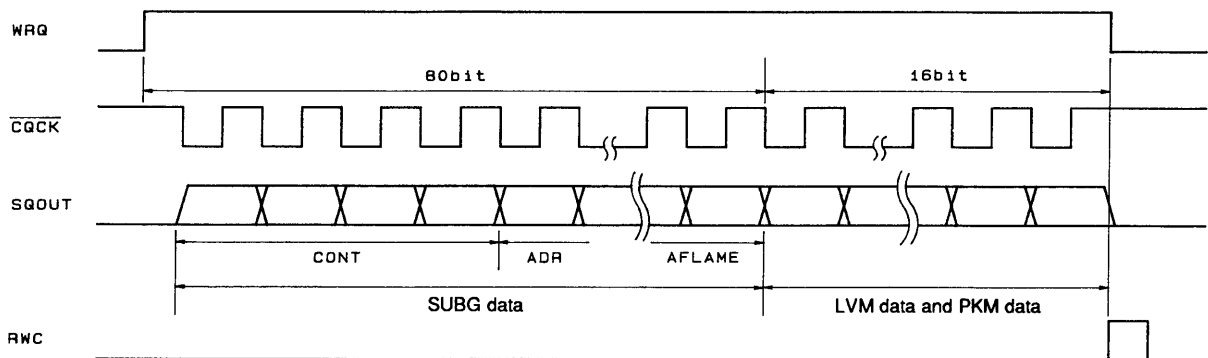 WRQ
80bit 16bit
CQCK
SQOUT
CONT ADR AFLAME
SUBG data LVM data and PKM data
RWC